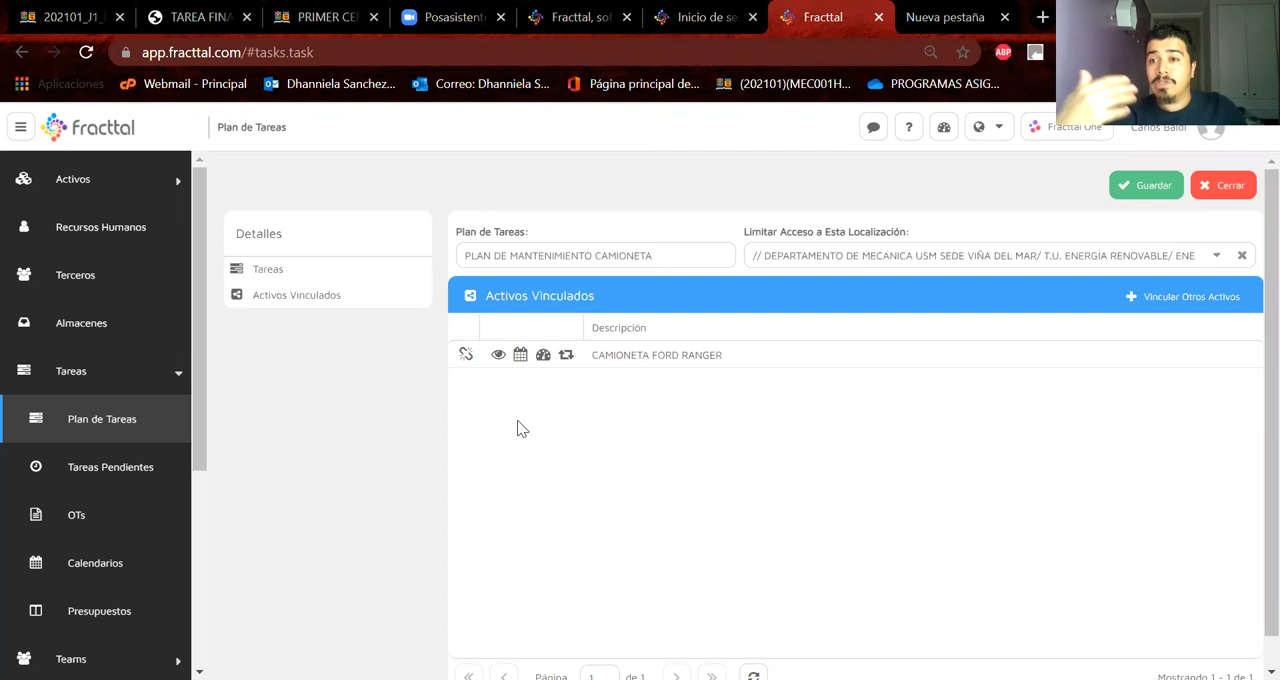 202101_J1_
TAREA FINA
PRIMER CEF
Posasistent
Fracttal, sof
Inicio de se
Fracttal
Nueva pestaña
app.fracttal.com/#tasks.task
ABP
Aplicaciones
Webmail - Principal
Dhanniela Sanchez...
Correo: Dhanniela S...
Página principal de...
(202101)(MEC001H...
PROGRAMAS ASIG...
fracttal
Plan de Tareas
?
Fracttal One
Carlos Baldi
Activos
Recursos Humanos
Terceros
Almacenes
Tareas
Plan de Tareas
Tareas Pendientes
OTs
Calendarios
Presupuestos
Teams
Guardar
Cerrar
Detalles
Tareas
Activos Vinculados
Plan de Tareas:
Limitar Acceso a Esta Localización:
PLAN DE MANTENIMIENTO CAMIONETA
// DEPARTAMENTO DE MECÁNICA USM SEDE VIÑA DEL MAR/ T.U. ENERGÍA RENOVABLE/ ENE
Activos Vinculados
Vincular Otros Activos
Descripción
CAMIONETA FORD RANGER
Página
1
de 1
Mostrando 1 - 1 de 1